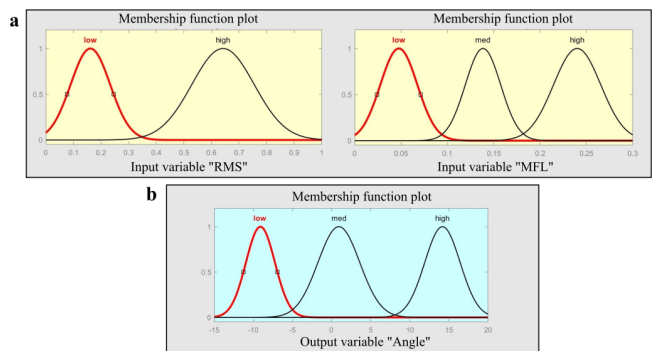 a
Membership function plot
low
high
1
0.5
0
0 0.1 0.2 0.3 0.4 0.5 0.6 0.7 0.8 0.9 1
Input variable "RMS"
Membership function plot
low med high
1
0.5
0
0 0.05 0.1 0.15 0.2 0.25 0.3
Input variable "MFL"
b
Membership function plot
low med high
1
0.5
0
-15 -10 -5 0 5 10 15 20
Output variable "Angle"